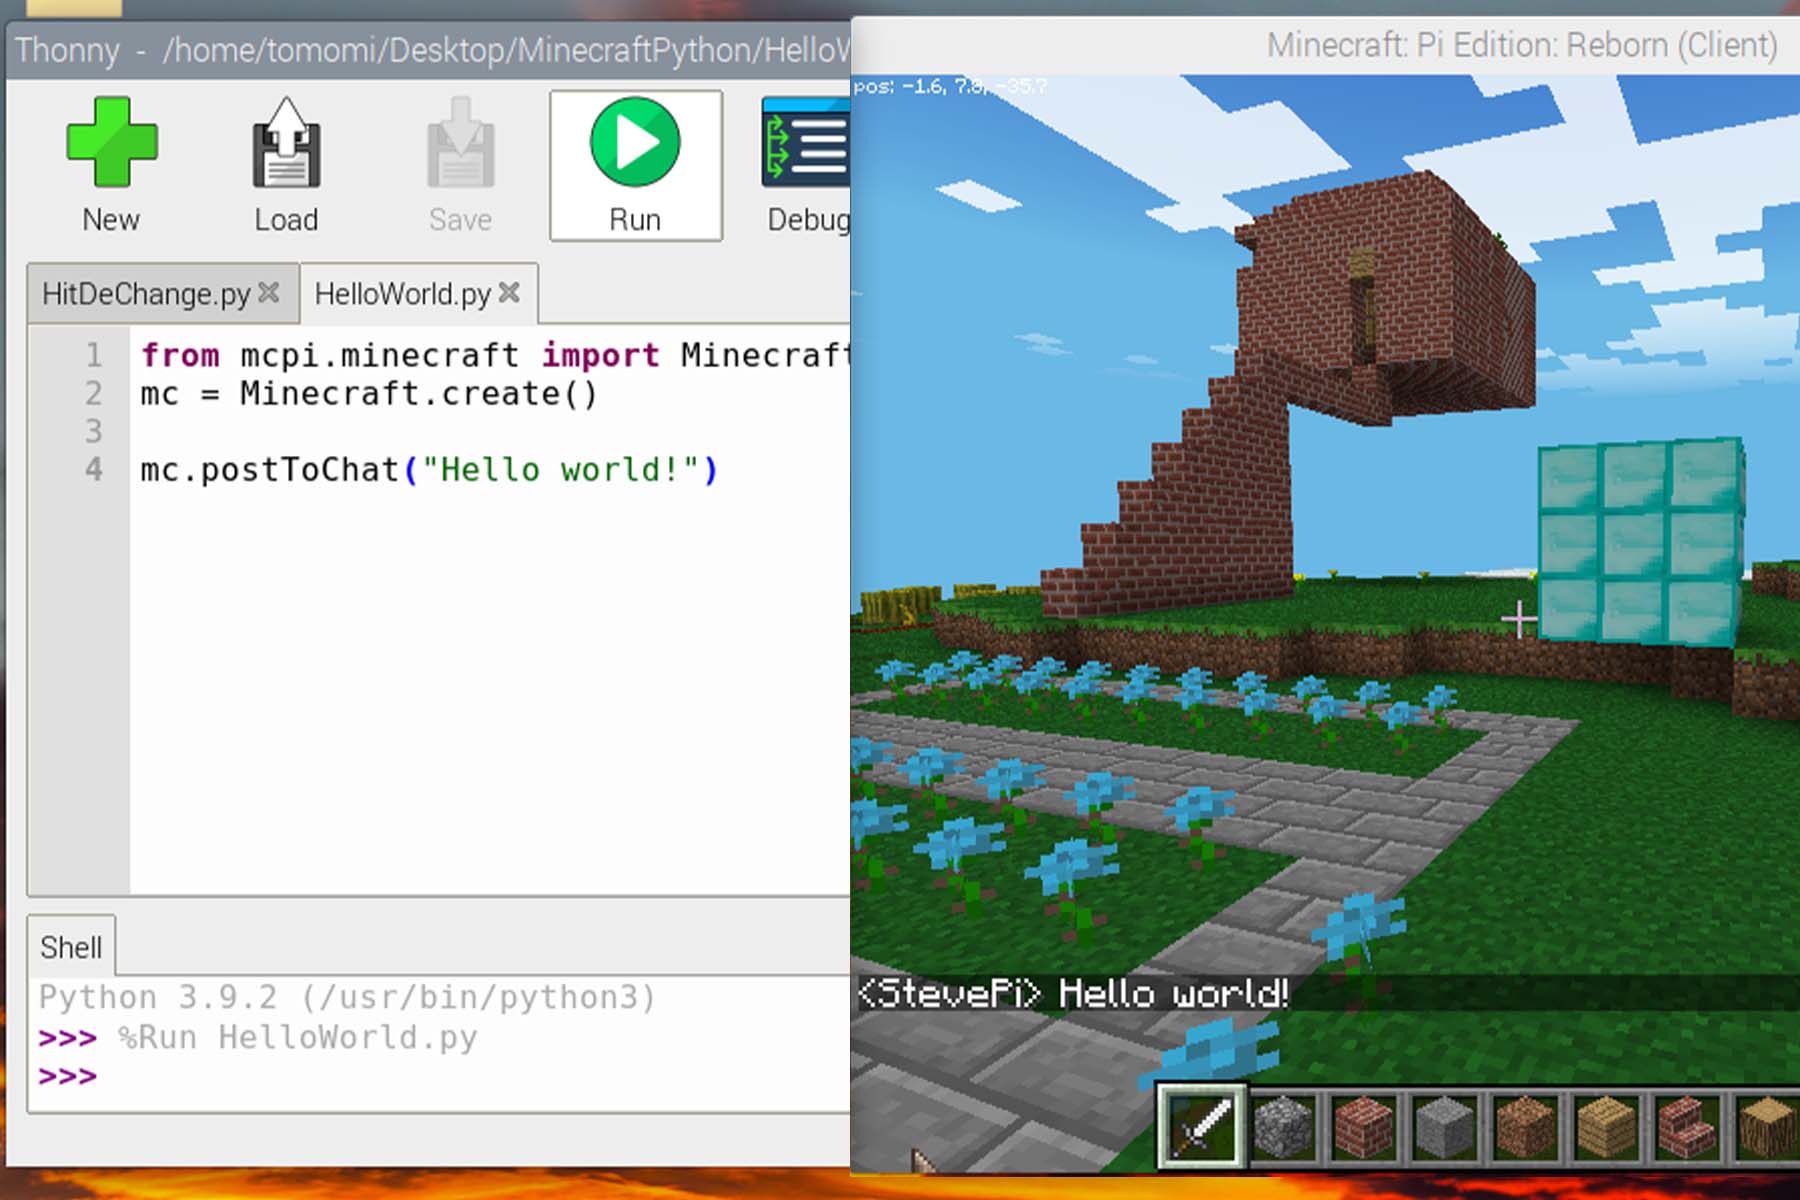 Thonny - /home/tomomi/Desktop/MinecraftPython/HelloW
New
Load
Save
Run
Debug
HitDeChange.py
HelloWorld.py
1 from mcpi.minecraft import Minecraft
2 mc = Minecraft.create()
3
4 mc.postToChat("Hello world!")
Shell
Python 3.9.2 (/usr/bin/python3)
>>> %Run HelloWorld.py
>>>
Minecraft: Pi Edition: Reborn (Client)
pos: -1.6, 7.8, -35.7
<StevePi> Hello world!